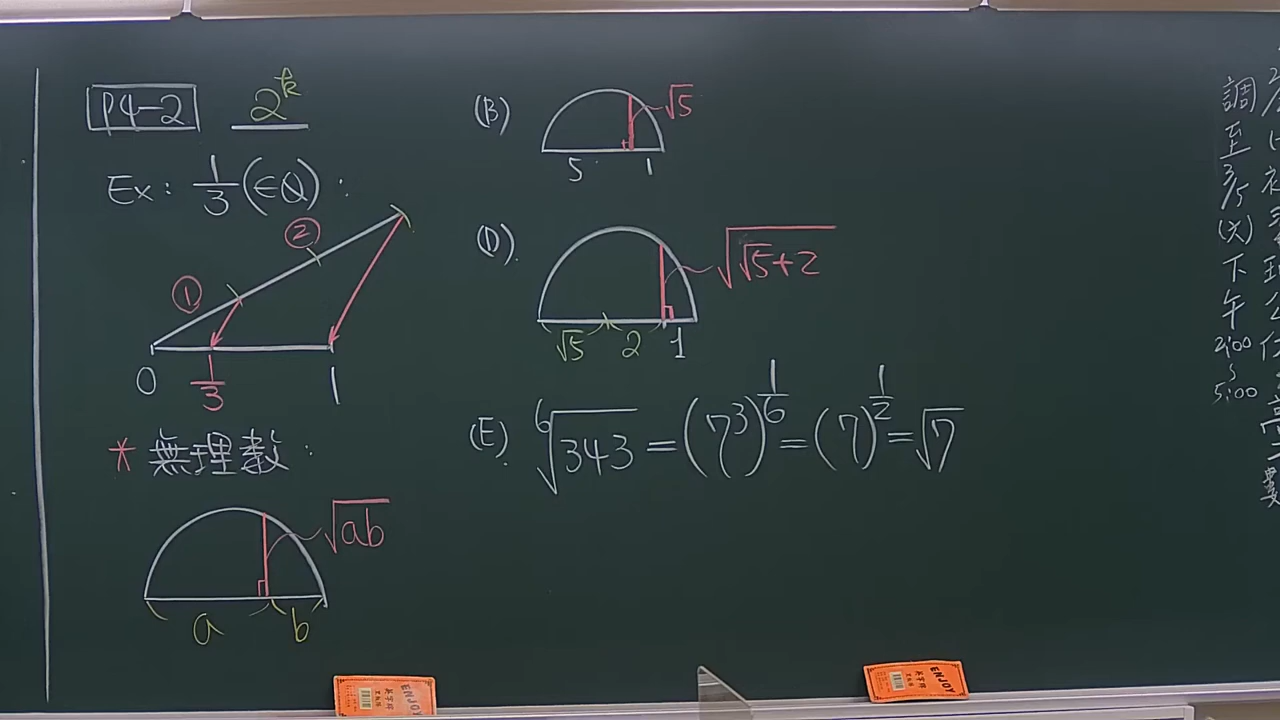 P4-2 2^k
Ex: 1/3 (∈Q):
②
①
0 1/3 1
* 無理數:
√ab
a b
(B) √5
5 1
(D). √(√5+2)
√5 2 1
(E). ⁶√343 = (7³)^(1/6) = (7)^(1/2) = √7
調至3/5(六)下午2:00
5:00
ENJOY
ENJOY